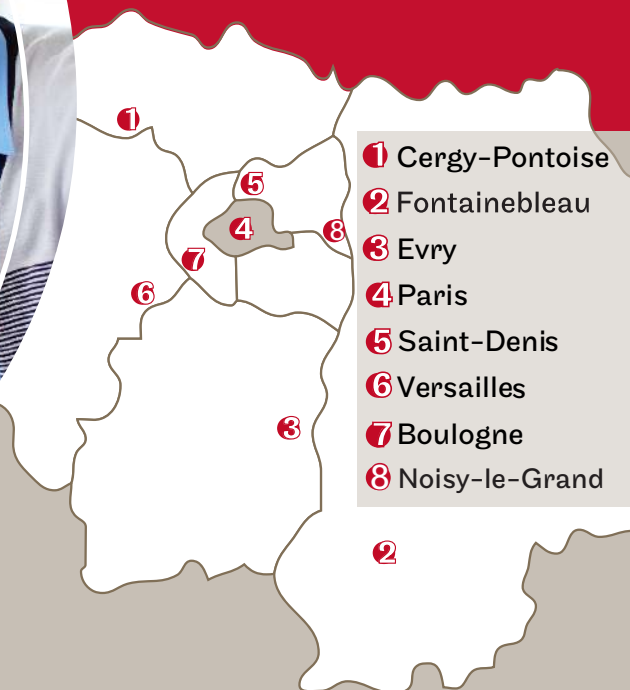 1
5
4
8
7
6
3
2
1 Cergy-Pontoise
2 Fontainebleau
3 Evry
4 Paris
5 Saint-Denis
6 Versailles
7 Boulogne
8 Noisy-le-Grand